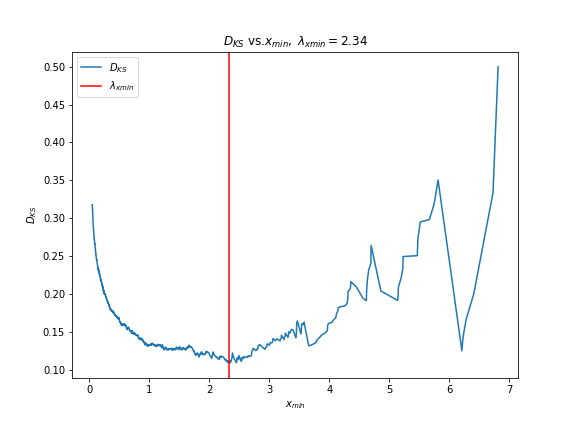 D_KS vs.x_min, λ_xmin = 2.34
D_KS
λ_xmin
0.50
0.45
0.40
0.35
0.30
0.25
0.20
0.15
0.10
D_KS
0 1 2 3 4 5 6 7
x_min